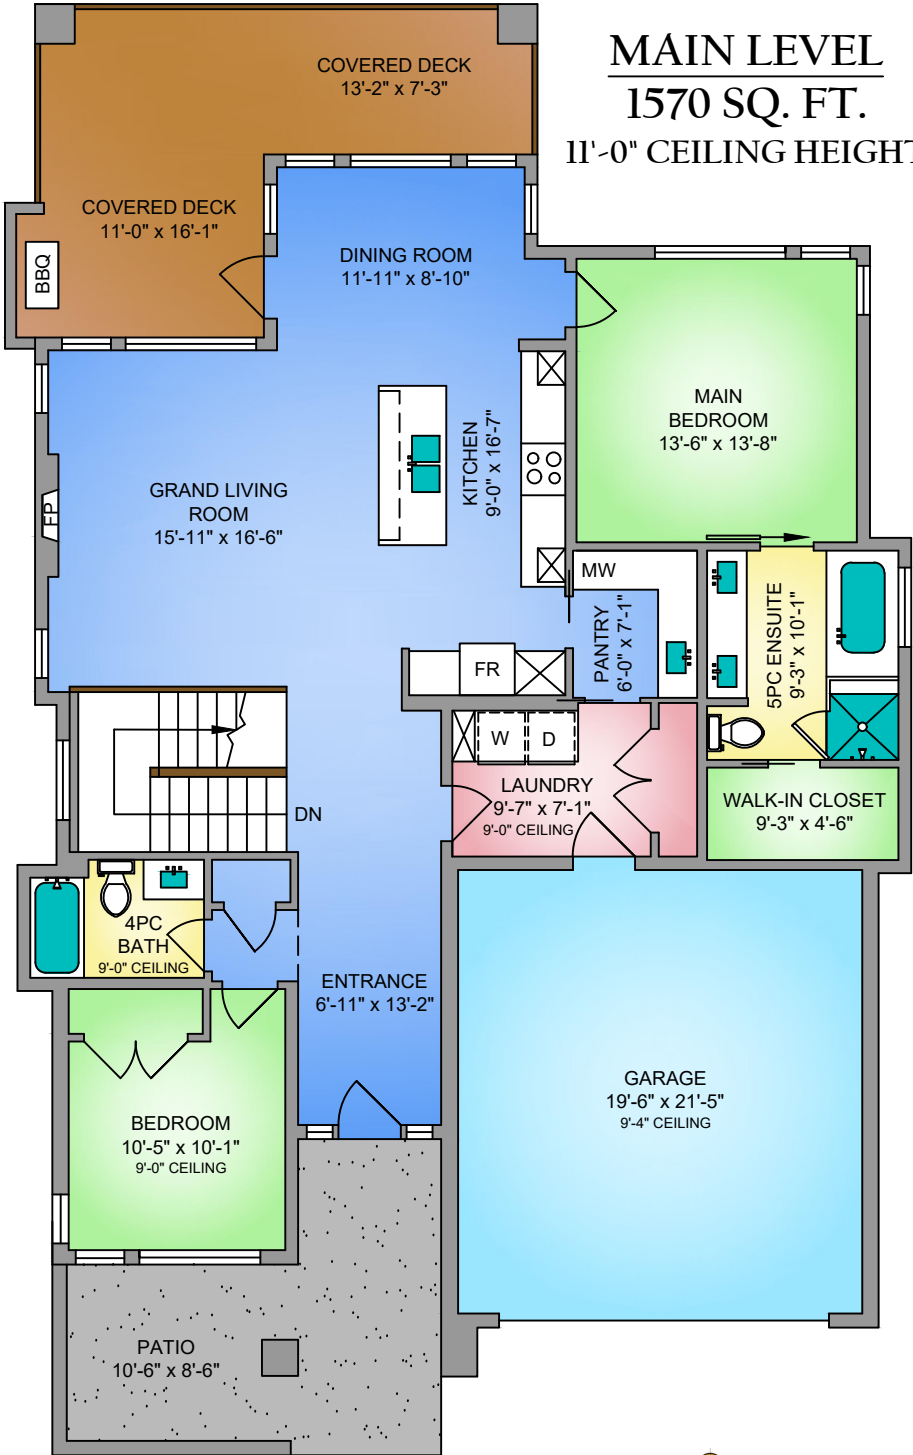 MAIN LEVEL
1570 SQ. FT.
11'-0" CEILING HEIGHT
COVERED DECK
13'-2" x 7'-3"
COVERED DECK
11'-0" x 16'-1"
BBQ
DINING ROOM
11'-11" x 8'-10"
MAIN
BEDROOM
13'-6" x 13'-8"
KITCHEN
9'-0" x 16'-7"
GRAND LIVING
ROOM
15'-11" x 16'-6"
FP
MW
PANTRY
6'-0" x 7'-1"
5PC ENSUITE
9'-3" x 10'-1"
FR
W
D
LAUNDRY
9'-7" x 7'-1"
9'-0" CEILING
WALK-IN CLOSET
9'-3" x 4'-6"
DN
4PC
BATH
9'-0" CEILING
ENTRANCE
6'-11" x 13'-2"
GARAGE
19'-6" x 21'-5"
9'-4" CEILING
BEDROOM
10'-5" x 10'-1"
9'-0" CEILING
PATIO
10'-6" x 8'-6"